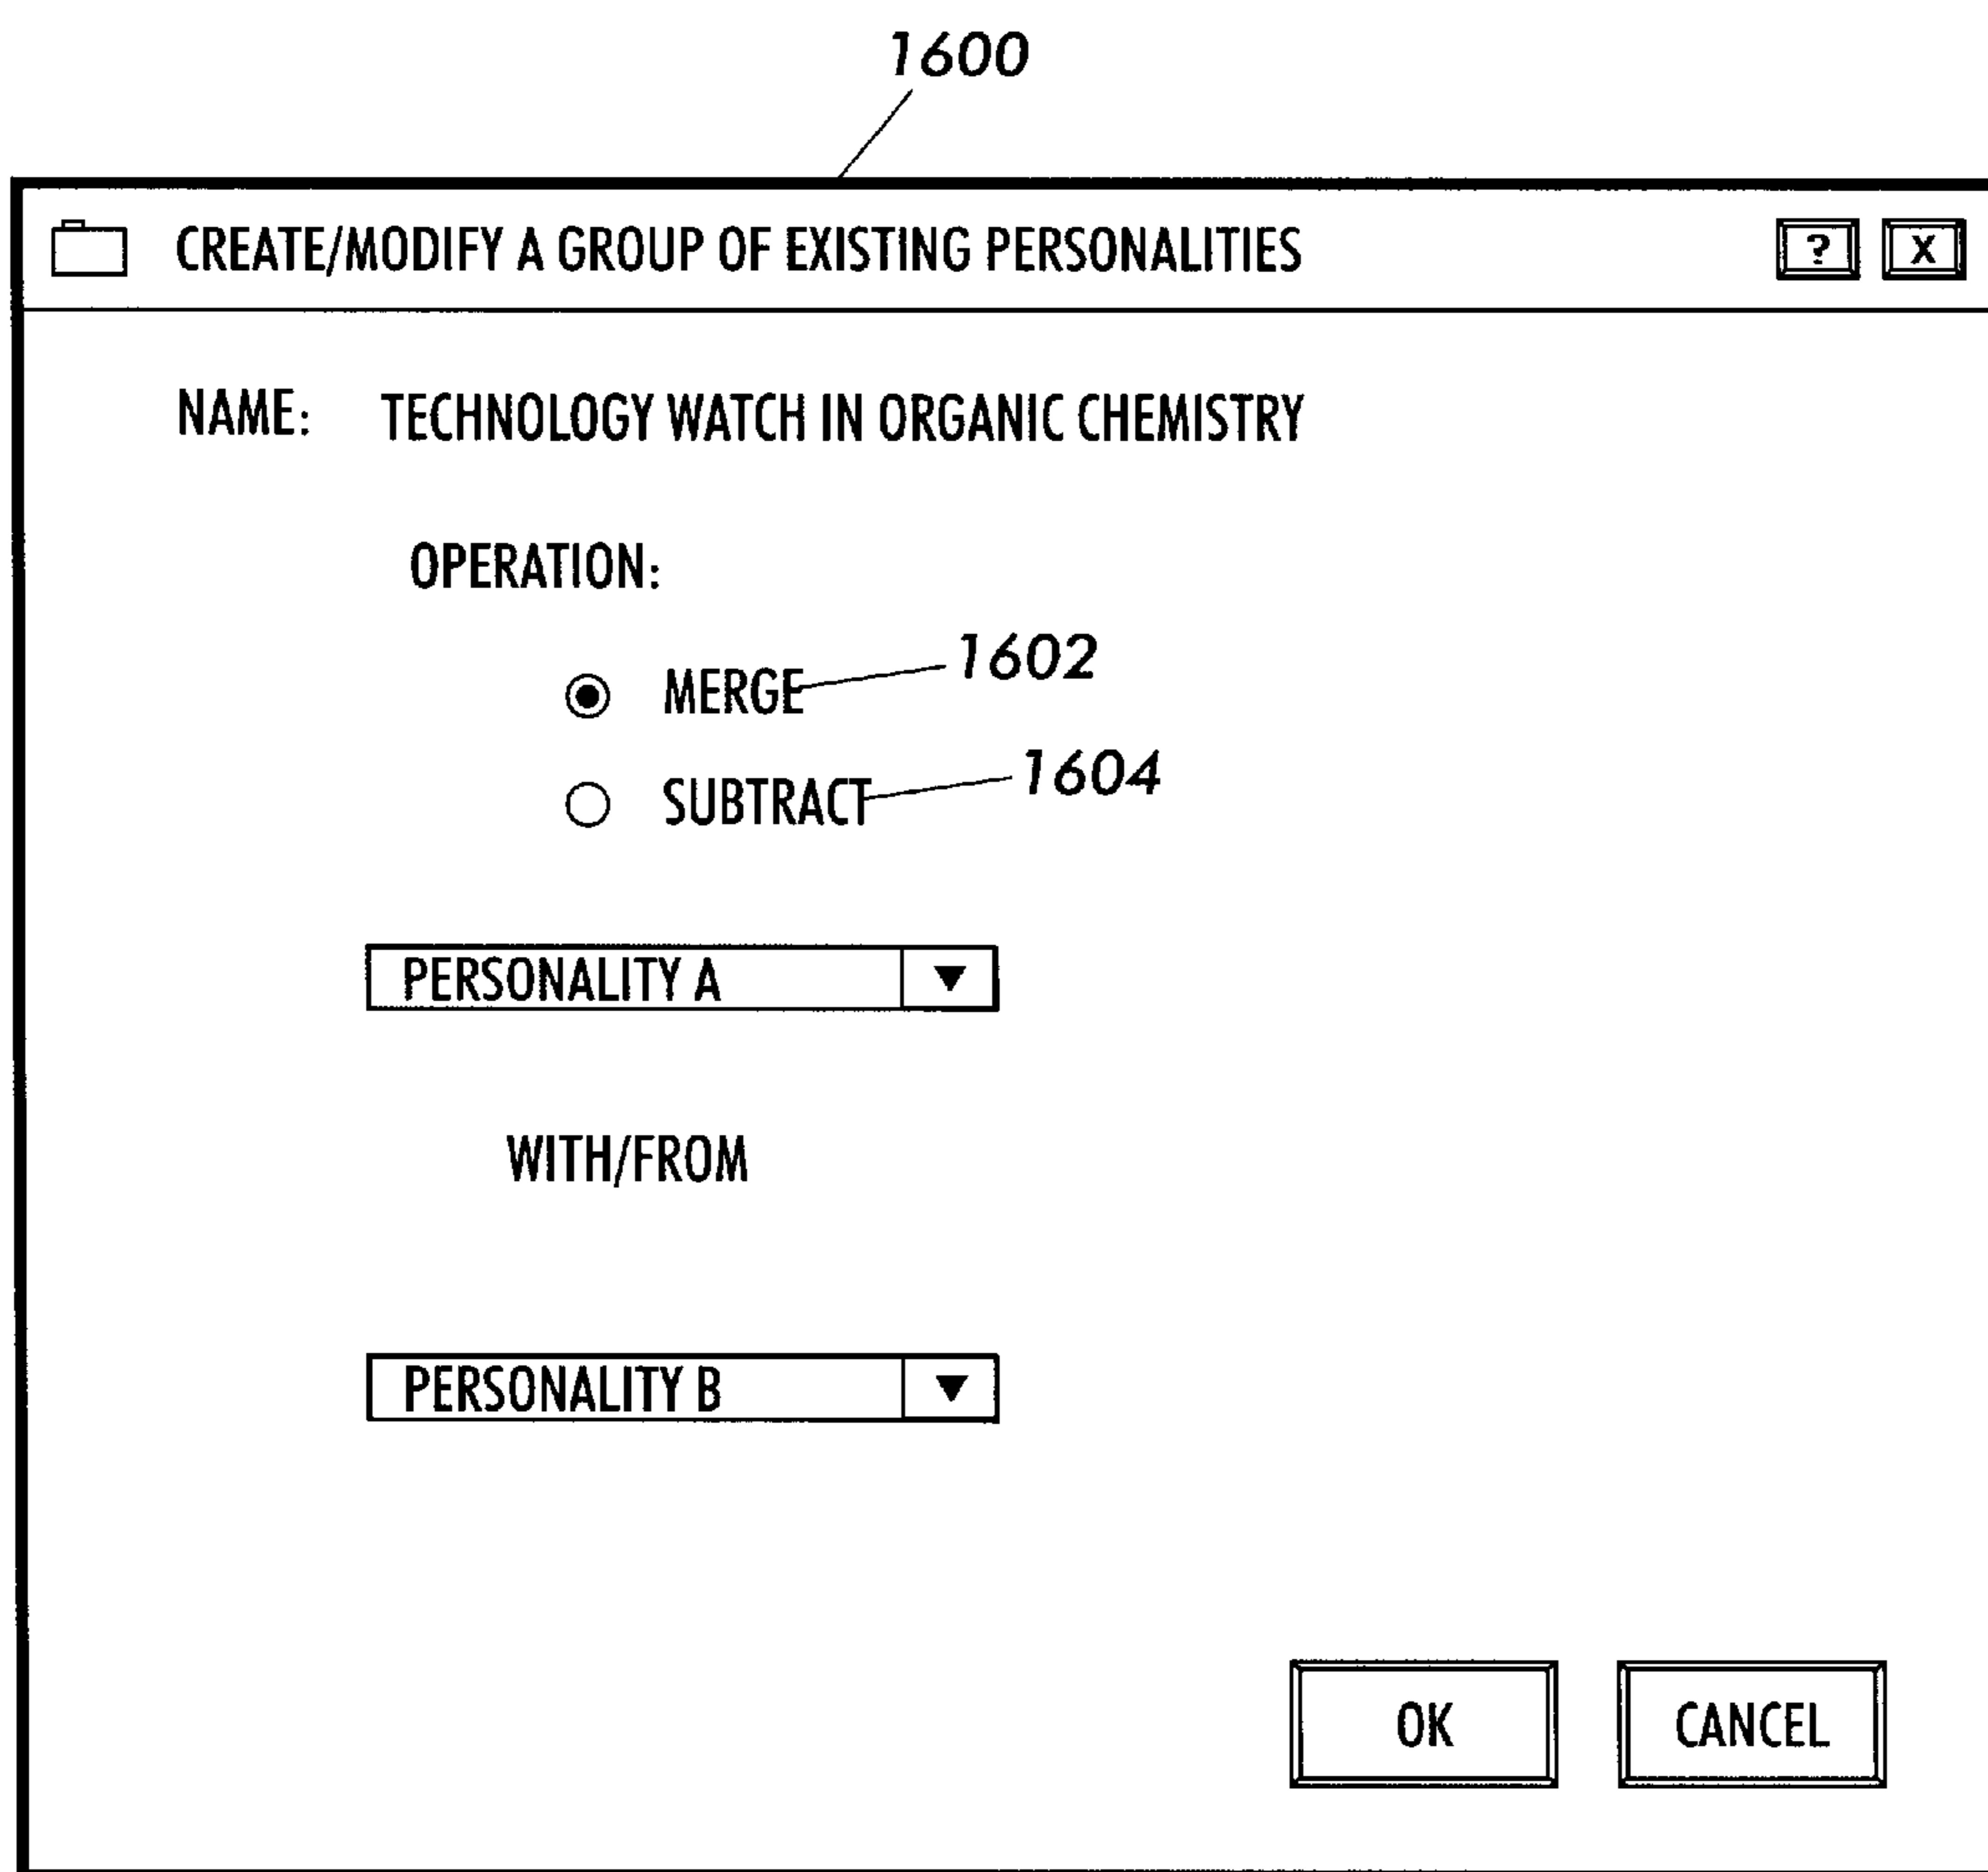 1600
CREATE/MODIFY A GROUP OF EXISTING PERSONALITIES ? X
NAME: TECHNOLOGY WATCH IN ORGANIC CHEMISTRY
OPERATION:
MERGE 1602
SUBTRACT 1604
PERSONALITY A
WITH/FROM
PERSONALITY B
OK CANCEL